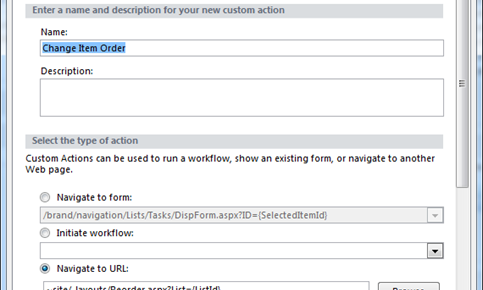 Enter a name and description for your new custom action
Name:
Change Item Order
Description:
Select the type of action
Custom Actions can be used to run a workflow, show an existing form, or navigate to another
Web page.
Navigate to form:
/brand/navigation/Lists/Tasks/DispForm.aspx?ID={SelectedItemId}
Initiate workflow:
Navigate to URL:
~site/_layouts/Reorder.aspx?List={ListId}
Browse